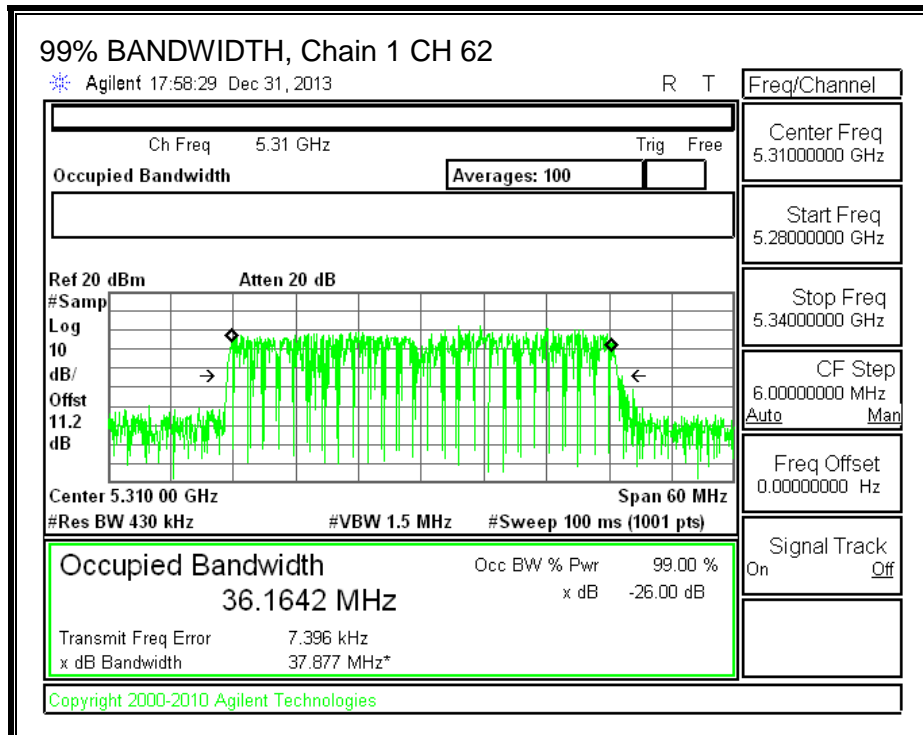 99% BANDWIDTH, Chain 1 CH 62
Agilent 17:58:29 Dec 31, 2013 R T
Ch Freq 5.31 GHz Trig Free
Occupied Bandwidth Averages: 100
Ref 20 dBm Atten 20 dB
#Samp
Log
10
dB/
Offst
11.2
dB
Center 5.310 00 GHz Span 60 MHz
#Res BW 430 kHz #VBW 1.5 MHz #Sweep 100 ms (1001 pts)
Occupied Bandwidth Occ BW % Pwr 99.00 %
36.1642 MHz x dB -26.00 dB
Transmit Freq Error 7.396 kHz
x dB Bandwidth 37.877 MHz*
Copyright 2000-2010 Agilent Technologies
Freq/Channel
Center Freq
5.31000000 GHz
Start Freq
5.28000000 GHz
Stop Freq
5.34000000 GHz
CF Step
6.00000000 MHz
Auto Man
Freq Offset
0.00000000 Hz
Signal Track
On Off